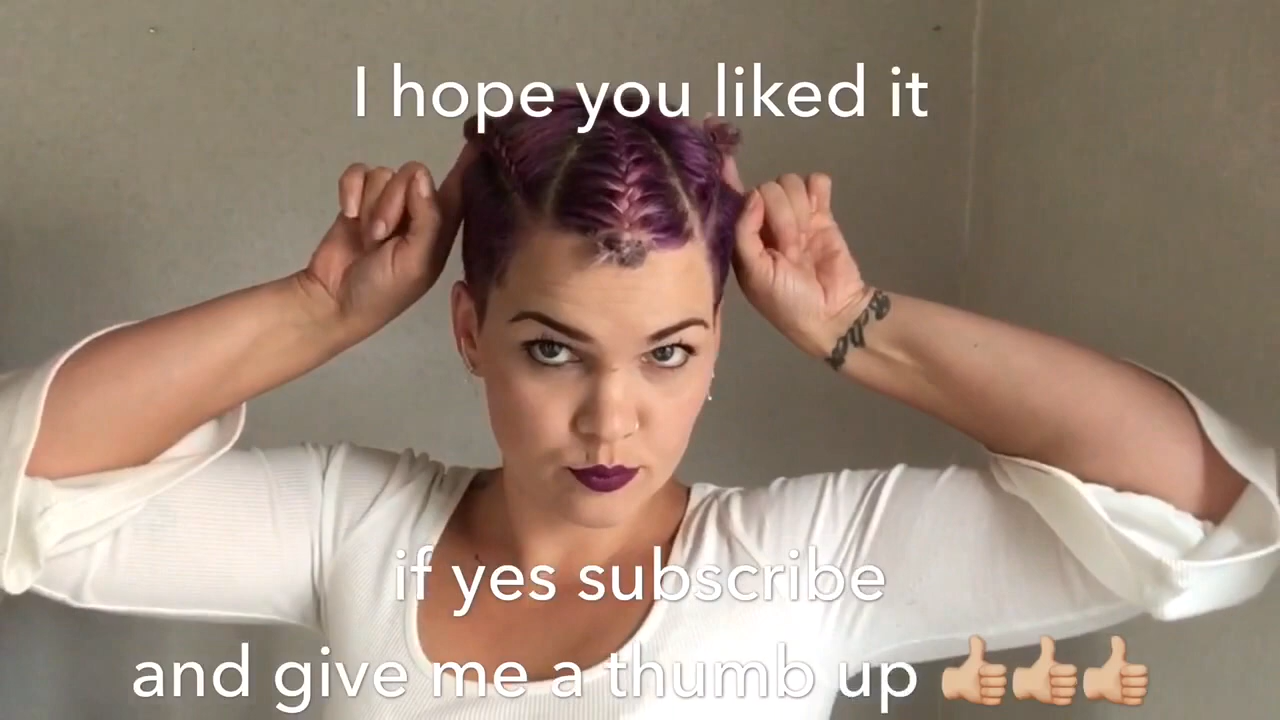 I hope you liked it
if yes subscribe
and give me a thumb up 👍🏼👍🏼👍🏼